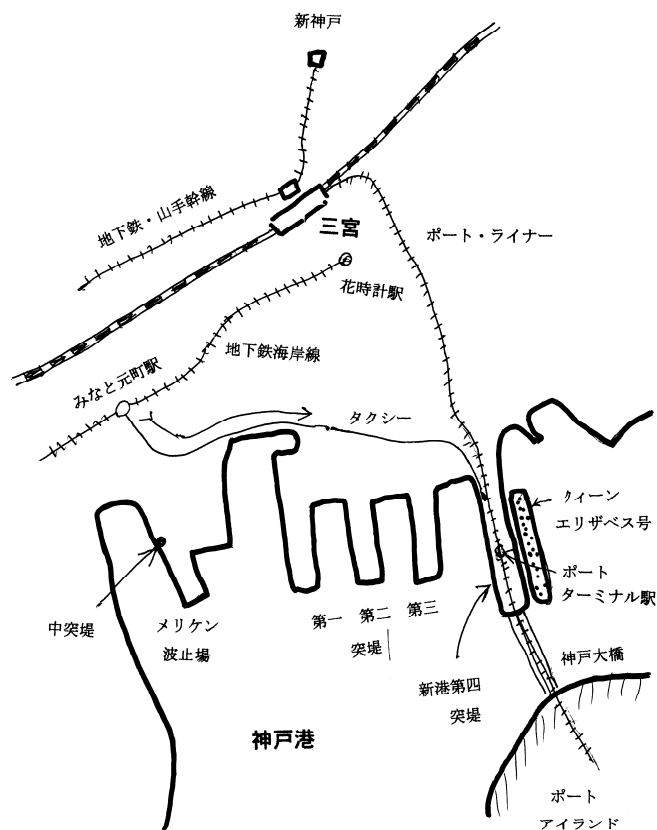 新神戸
地下鉄・山手幹線
三宮
ポート・ライナー
花時計駅
地下鉄海岸線
みなと元町駅
タクシー
クィーン
エリザベス号
ポート
ターミナル駅
中突堤
メリケン
波止場
第一
第二
第三
突堤
神戸大橋
新港第四
突堤
神戸港
ポート
アイランド